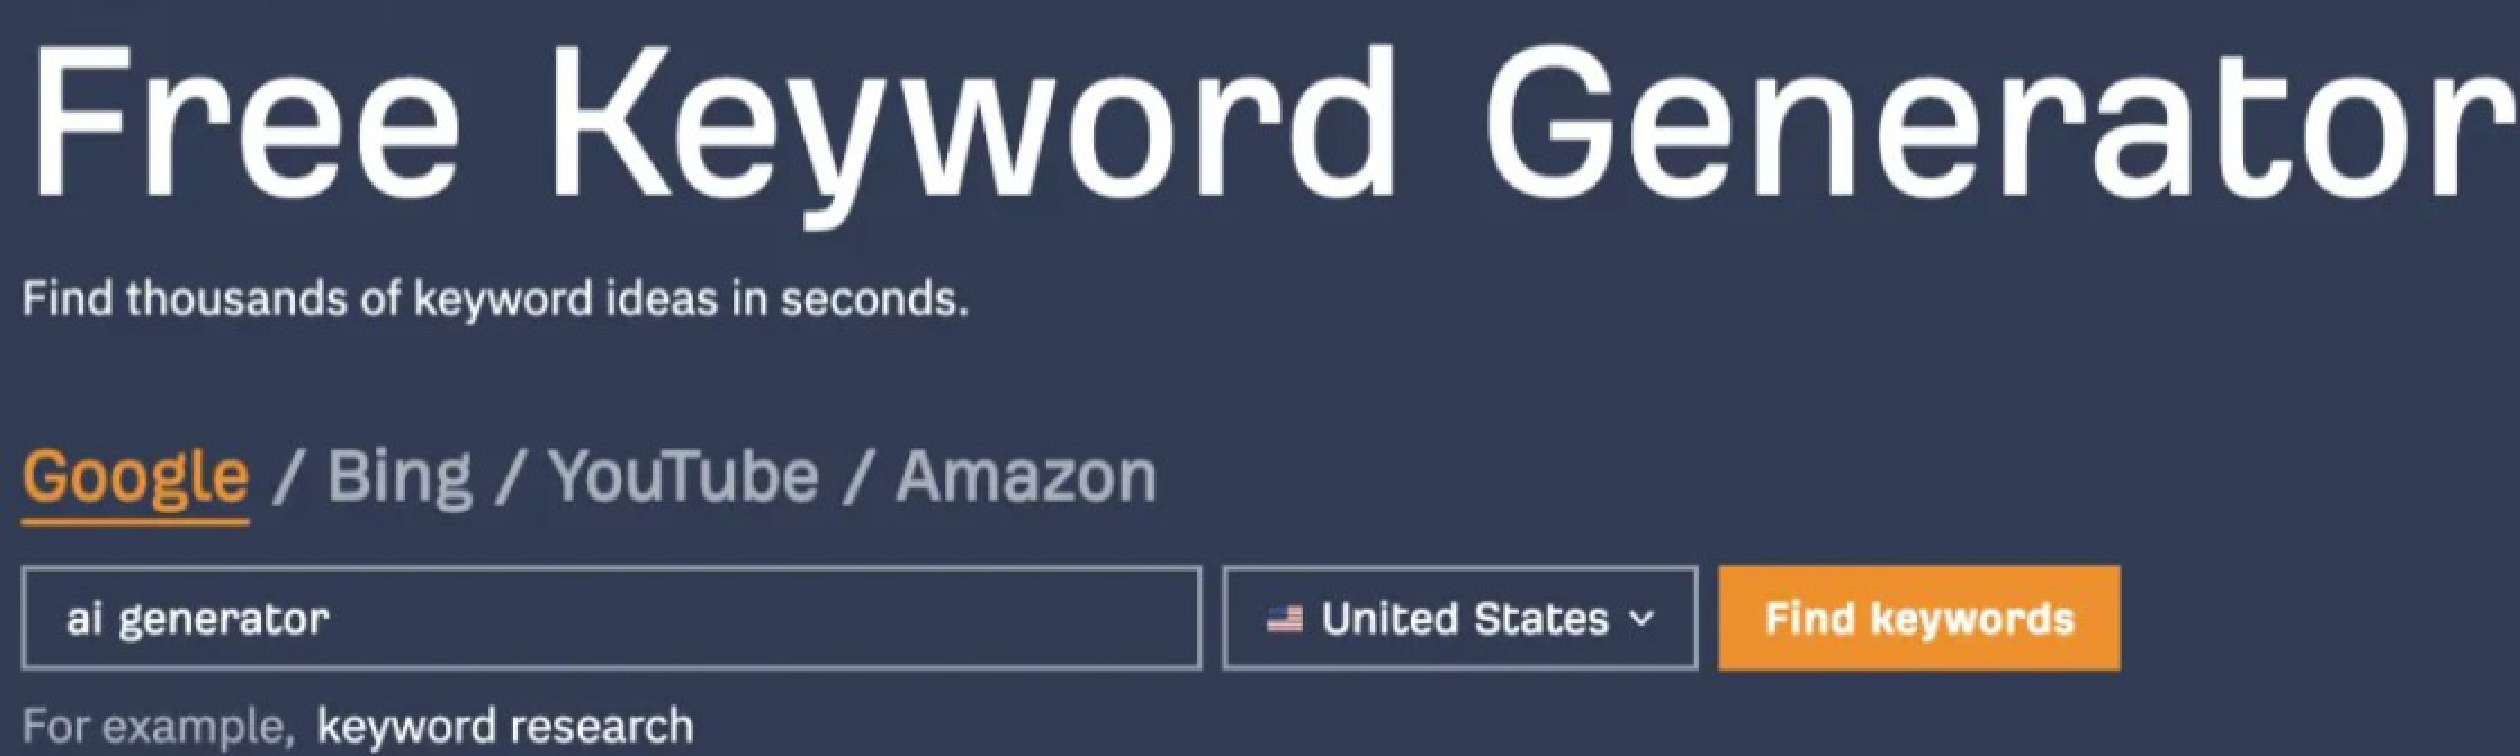 Free Keyword Generator
Find thousands of keyword ideas in seconds.
Google / Bing / YouTube / Amazon
ai generator United States Find keywords
For example, keyword research